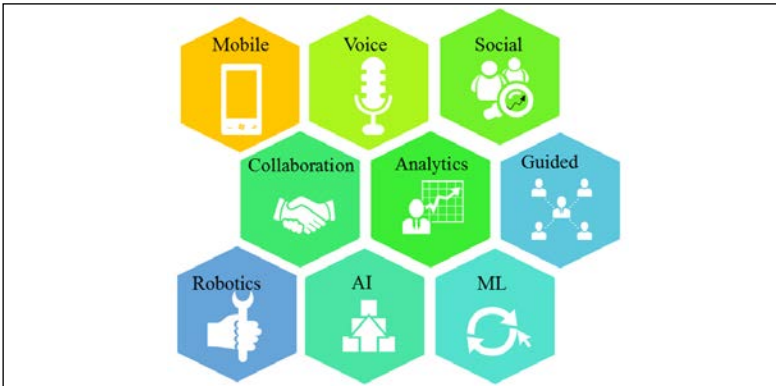 Mobile
Voice
Social
Collaboration
Analytics
Guided
Robotics
AI
ML